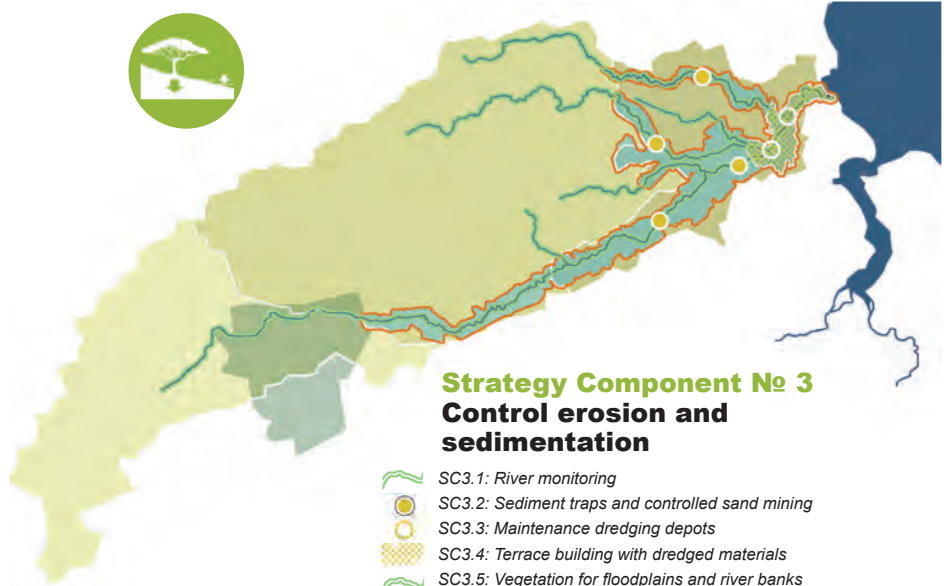 Strategy Component № 3
Control erosion and
sedimentation
SC3.1: River monitoring
SC3.2: Sediment traps and controlled sand mining
SC3.3: Maintenance dredging depots
SC3.4: Terrace building with dredged materials
SC3.5: Vegetation for floodplains and river banks